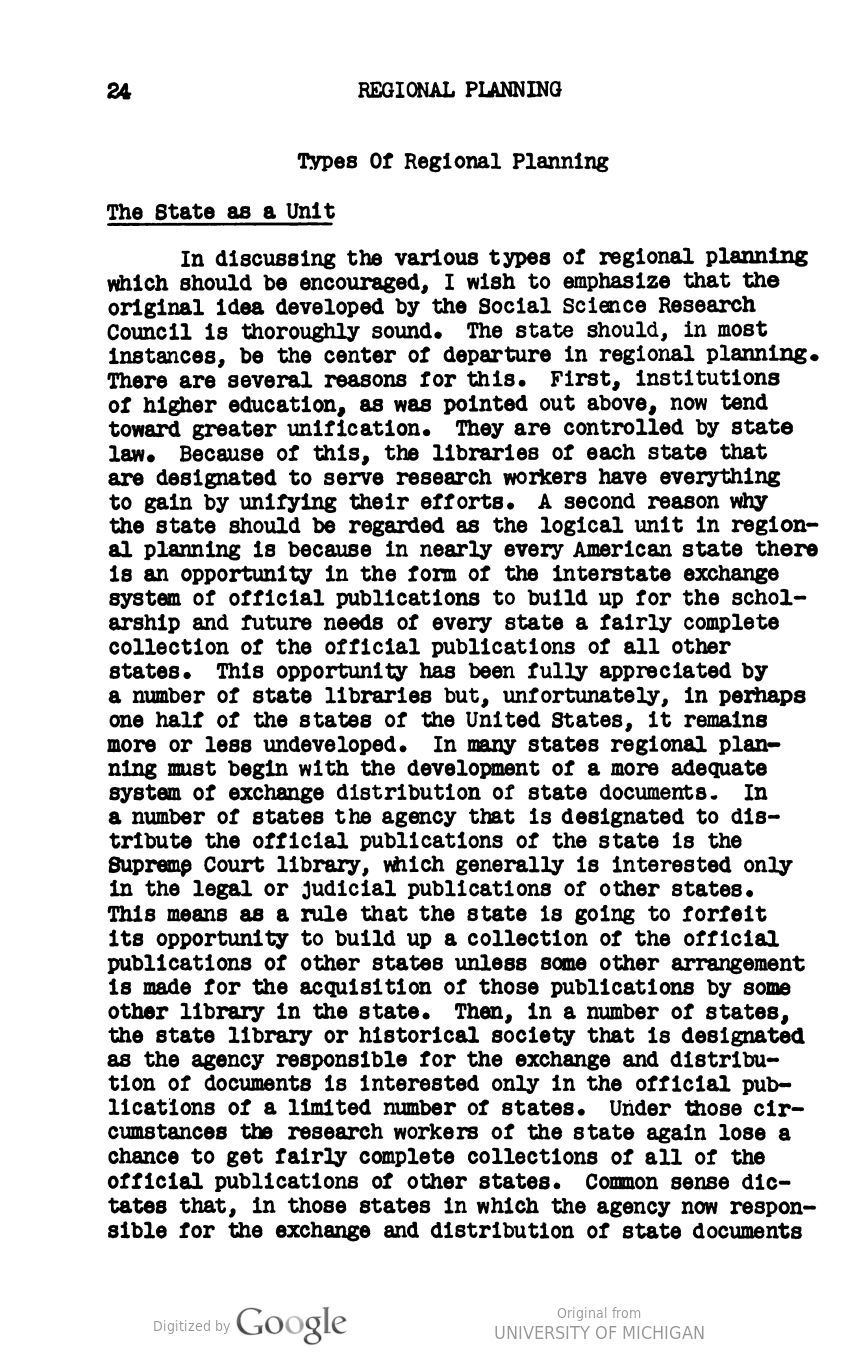 24 REGIONAL PLANNING
Types Of Regional Planning
The State as a Unit
In discussing the various types of regional planning
which should be encouraged, I wish to emphasize that the
original idea developed by the Social Science Research
Council is thoroughly sound. The state should, in most
instances, be the center of departure in regional planning.
There are several reasons for this. First, institutions
of higher education, as was pointed out above, now tend
toward greater unification. They are controlled by state
law. Because of this, the libraries of each state that
are designated to serve research workers have everything
to gain by unifying their efforts. A second reason why
the state should be regarded as the logical unit in region-
al planning is because in nearly every American state there
is an opportunity in the form of the interstate exchange
system of official publications to build up for the schol-
arship and future needs of every state a fairly complete
collection of the official publications of all other
states. This opportunity has been fully appreciated by
a number of state libraries but, unfortunately, in perhaps
one half of the states of the United States, it remains
more or less undeveloped. In many states regional plan-
ning must begin with the development of a more adequate
system of exchange distribution of state documents. In
a number of states the agency that is designated to dis-
tribute the official publications of the state is the
Supreme Court library, which generally is interested only
in the legal or judicial publications of other states.
This means as a rule that the state is going to forfeit
its opportunity to build up a collection of the official
publications of other states unless some other arrangement
is made for the acquisition of those publications by some
other library in the state. Then, in a number of states,
the state library or historical society that is designated
as the agency responsible for the exchange and distribu-
tion of documents is interested only in the official pub-
lications of a limited number of states. Under those cir-
cumstances the research workers of the state again lose a
chance to get fairly complete collections of all of the
official publications of other states. Common sense dic-
tates that, in those states in which the agency now respon-
sible for the exchange and distribution of state documents
Digitized by Google
Original from
UNIVERSITY OF MICHIGAN